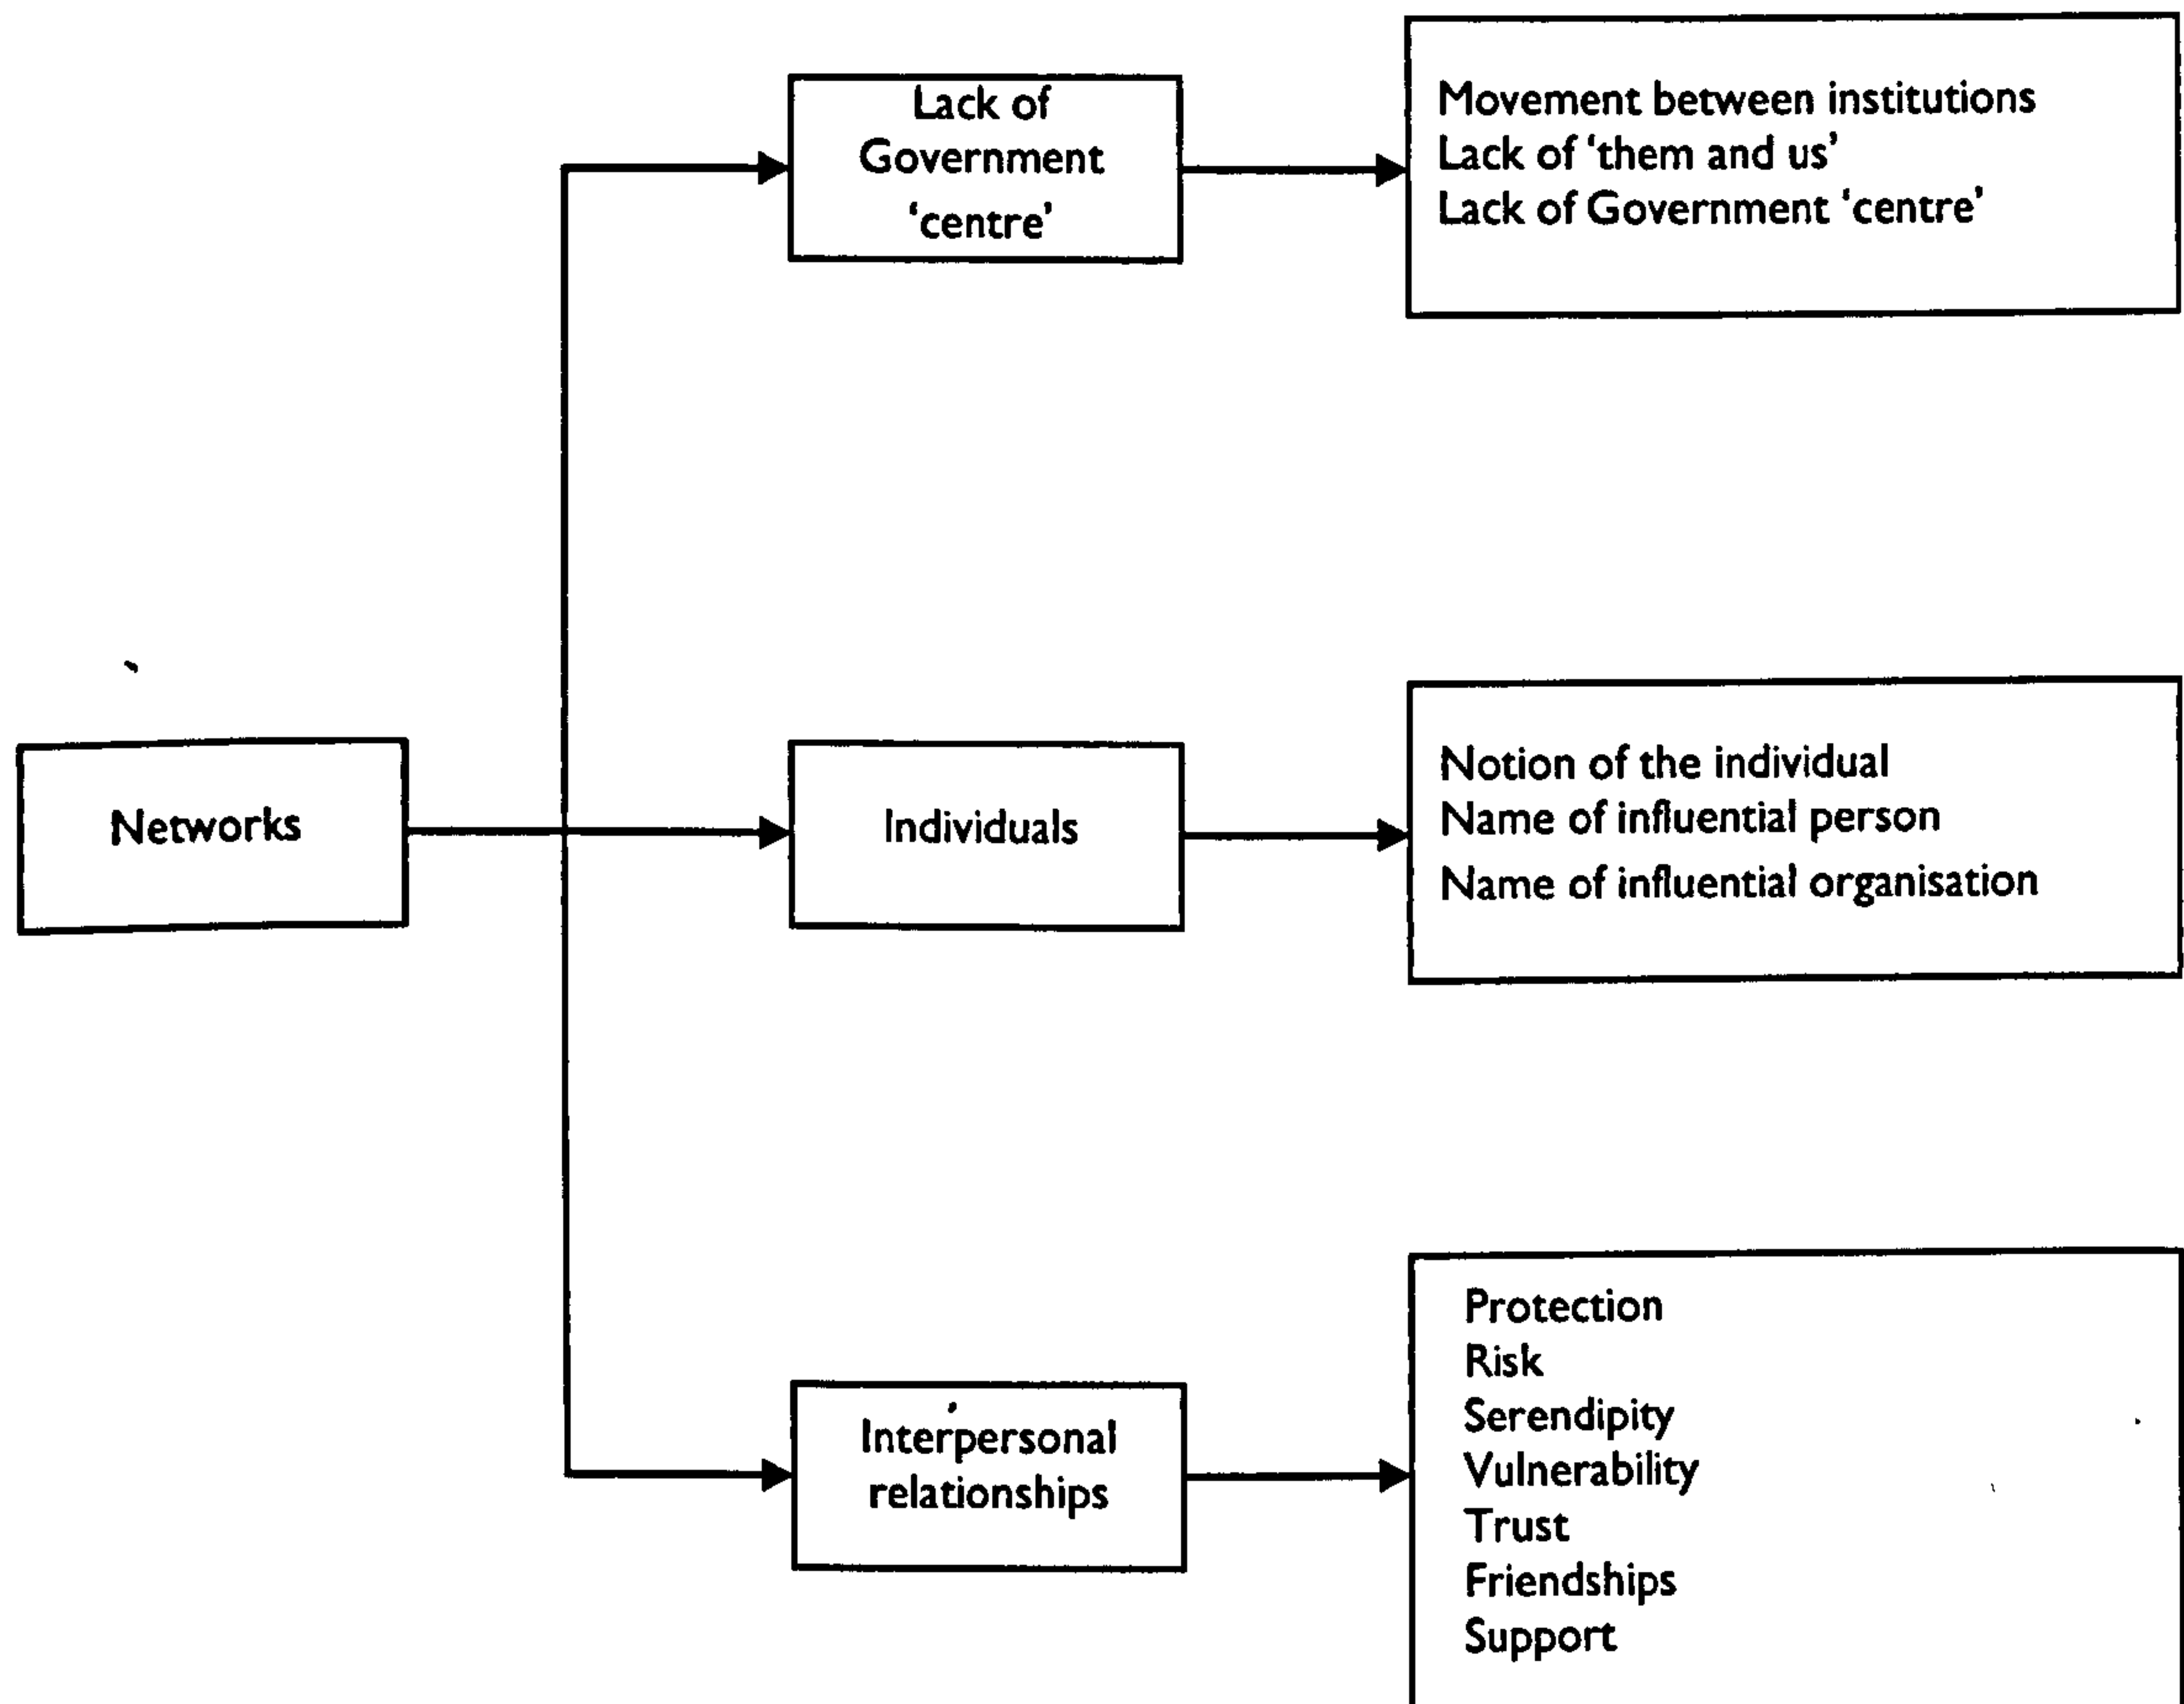 Lack of
Government
‘centre’
Movement between institutions
Lack of ‘them and us’
Lack of Government ‘centre’
Networks
Individuals
Notion of the individual
Name of influential person
Name of influential organisation
Interpersonal
relationships
Protection
Risk
Serendipity
Vulnerability
Trust
Friendships
Support